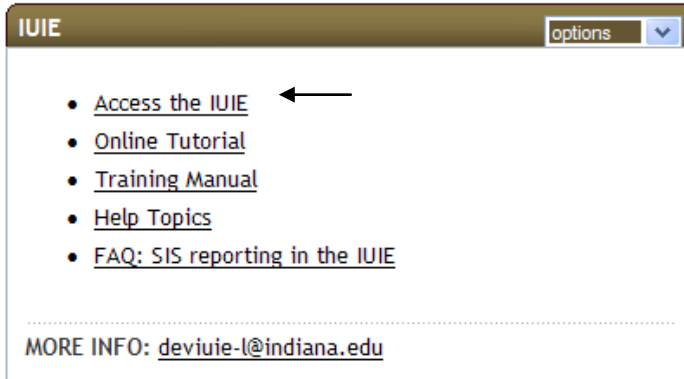 IUIE
options
Access the IUIE
Online Tutorial
Training Manual
Help Topics
FAQ: SIS reporting in the IUIE
MORE INFO: deviuie-l@indiana.edu